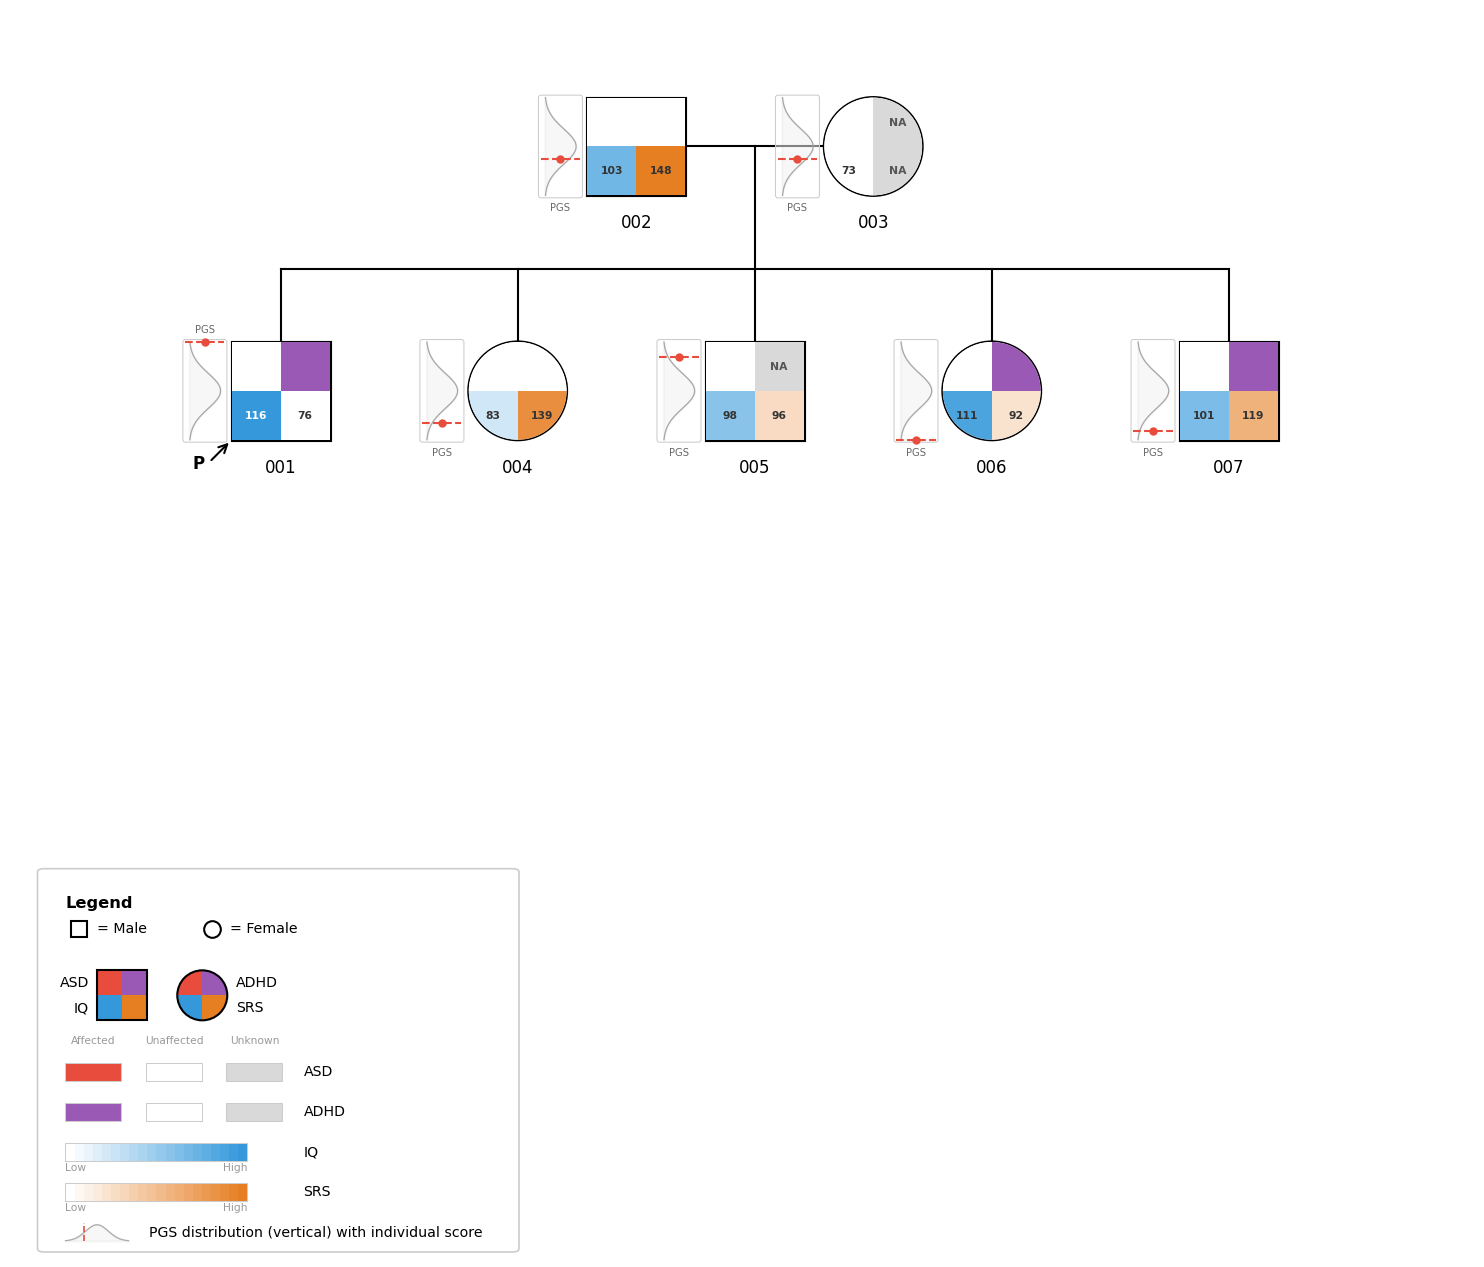 NA
103 148 73 NA
PGS PGS
002 003
PGS
NA
116 76 83 139 98 96 111 92 101 119
PGS PGS PGS PGS
P
001 004 005 006 007
Legend
= Male = Female
ASD ADHD
IQ SRS
Affected Unaffected Unknown
ASD
ADHD
IQ
Low High
SRS
Low High
PGS distribution (vertical) with individual score